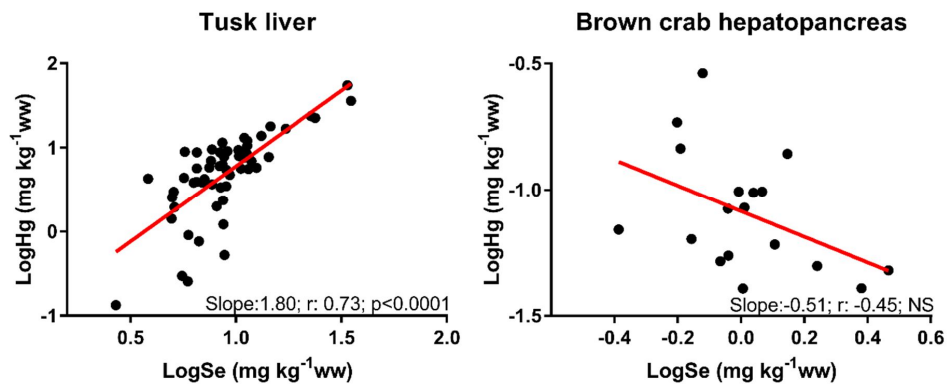 Tusk liver
LogHg (mg kg⁻¹ww)
2
1
0
-1
Slope:1.80; r: 0.73; p<0.0001
0.5
1.0
1.5
2.0
LogSe (mg kg⁻¹ww)
Brown crab hepatopancreas
LogHg (mg kg⁻¹ww)
-0.5
-1.0
-1.5
Slope:-0.51; r: -0.45; NS
-0.4
-0.2
0.0
0.2
0.4
0.6
LogSe (mg kg⁻¹ww)